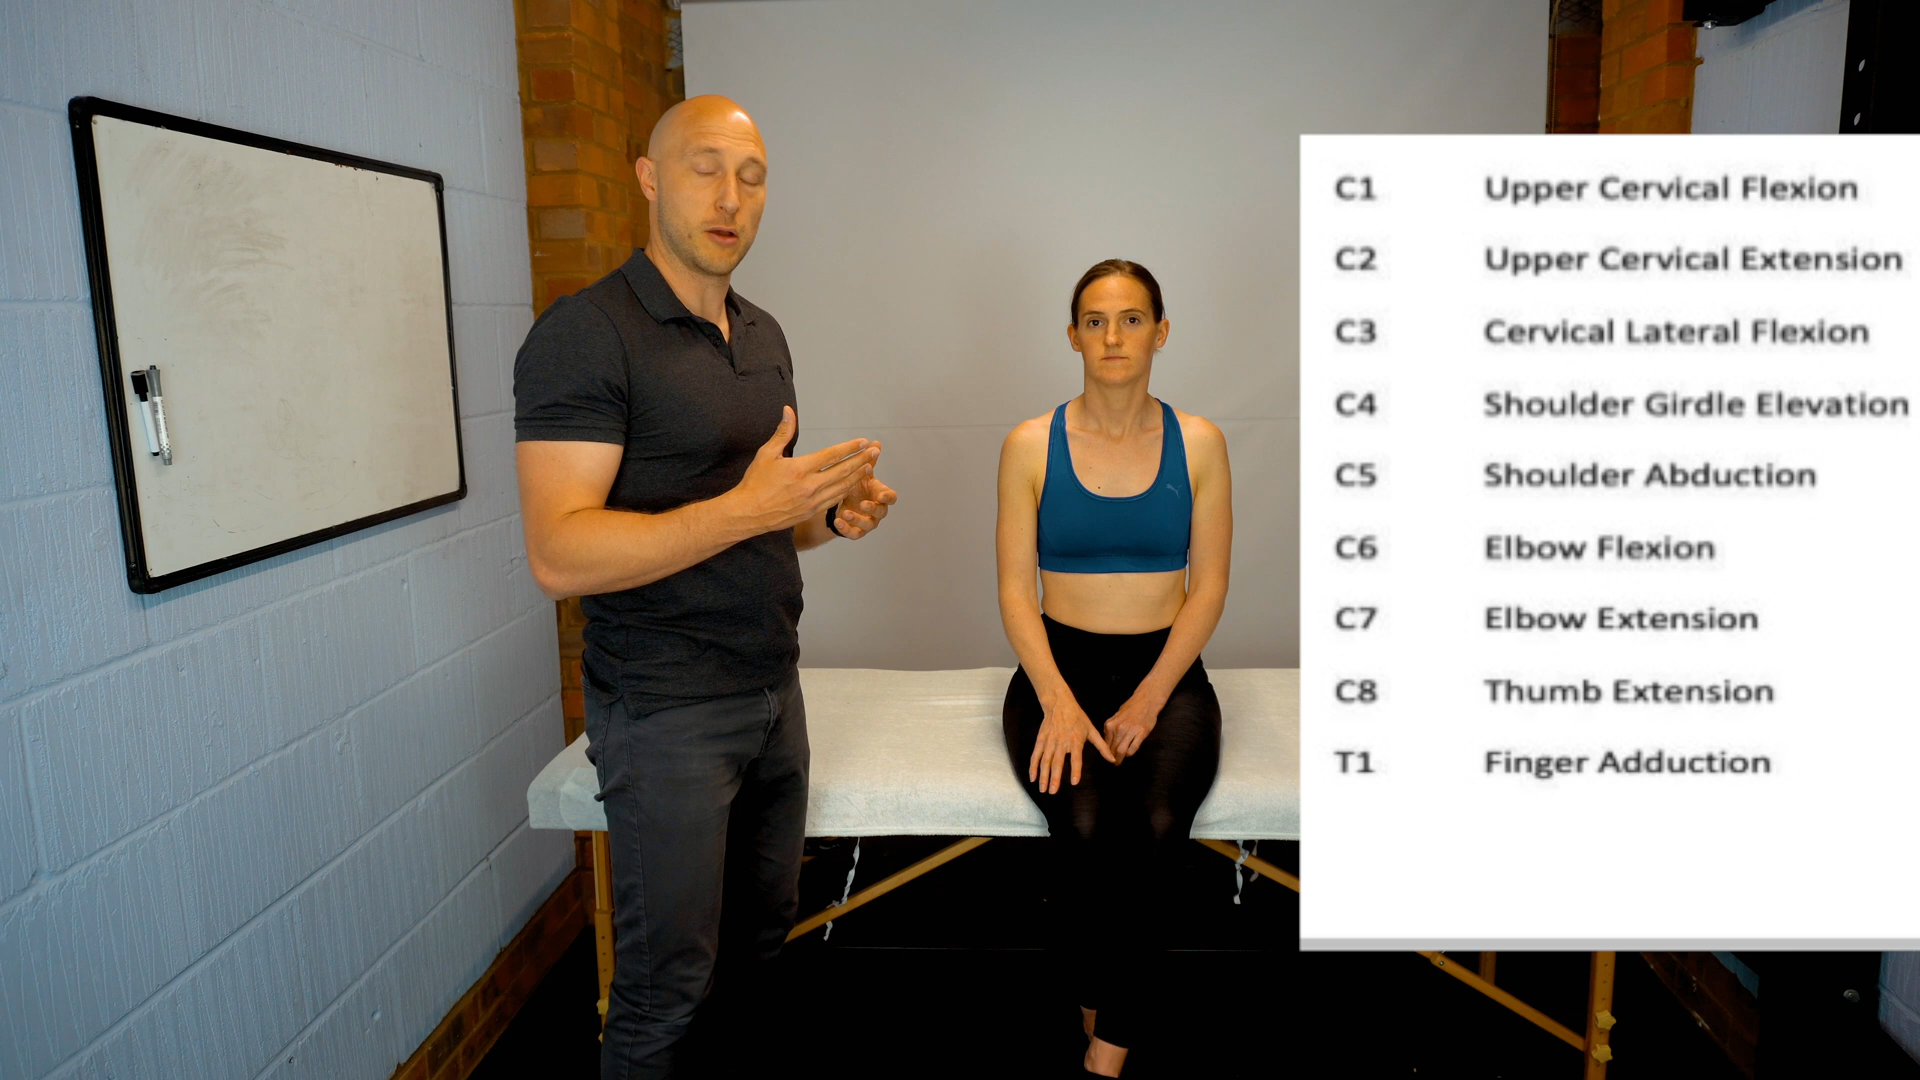 C1 Upper Cervical Flexion
C2 Upper Cervical Extension
C3 Cervical Lateral Flexion
C4 Shoulder Girdle Elevation
C5 Shoulder Abduction
C6 Elbow Flexion
C7 Elbow Extension
C8 Thumb Extension
T1 Finger Adduction